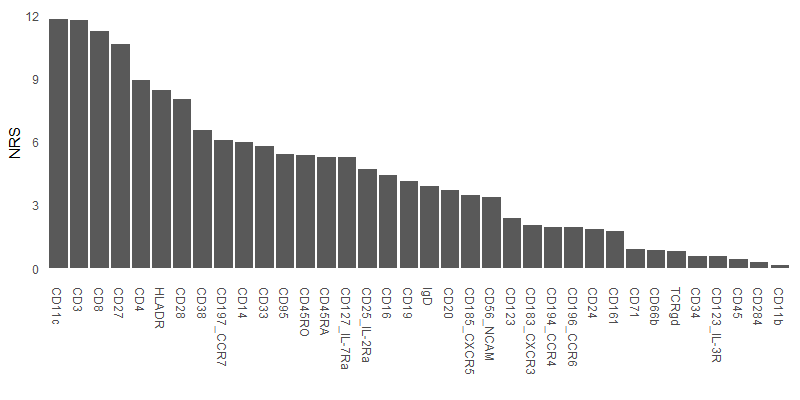 NRS
12
9
6
3
0
CD11c
CD3
CD8
CD27
CD4
HLADR
CD28
CD38
CD197_CCR7
CD14
CD33
CD95
CD45RO
CD45RA
CD127_IL-7Ra
CD25_IL-2Ra
CD16
CD19
IgD
CD20
CD185_CXCR5
CD56_NCAM
CD123
CD183_CXCR3
CD194_CCR4
CD196_CCR6
CD24
CD161
CD71
CD66b
TCRgd
CD34
CD123_IL-3R
CD45
CD284
CD11b